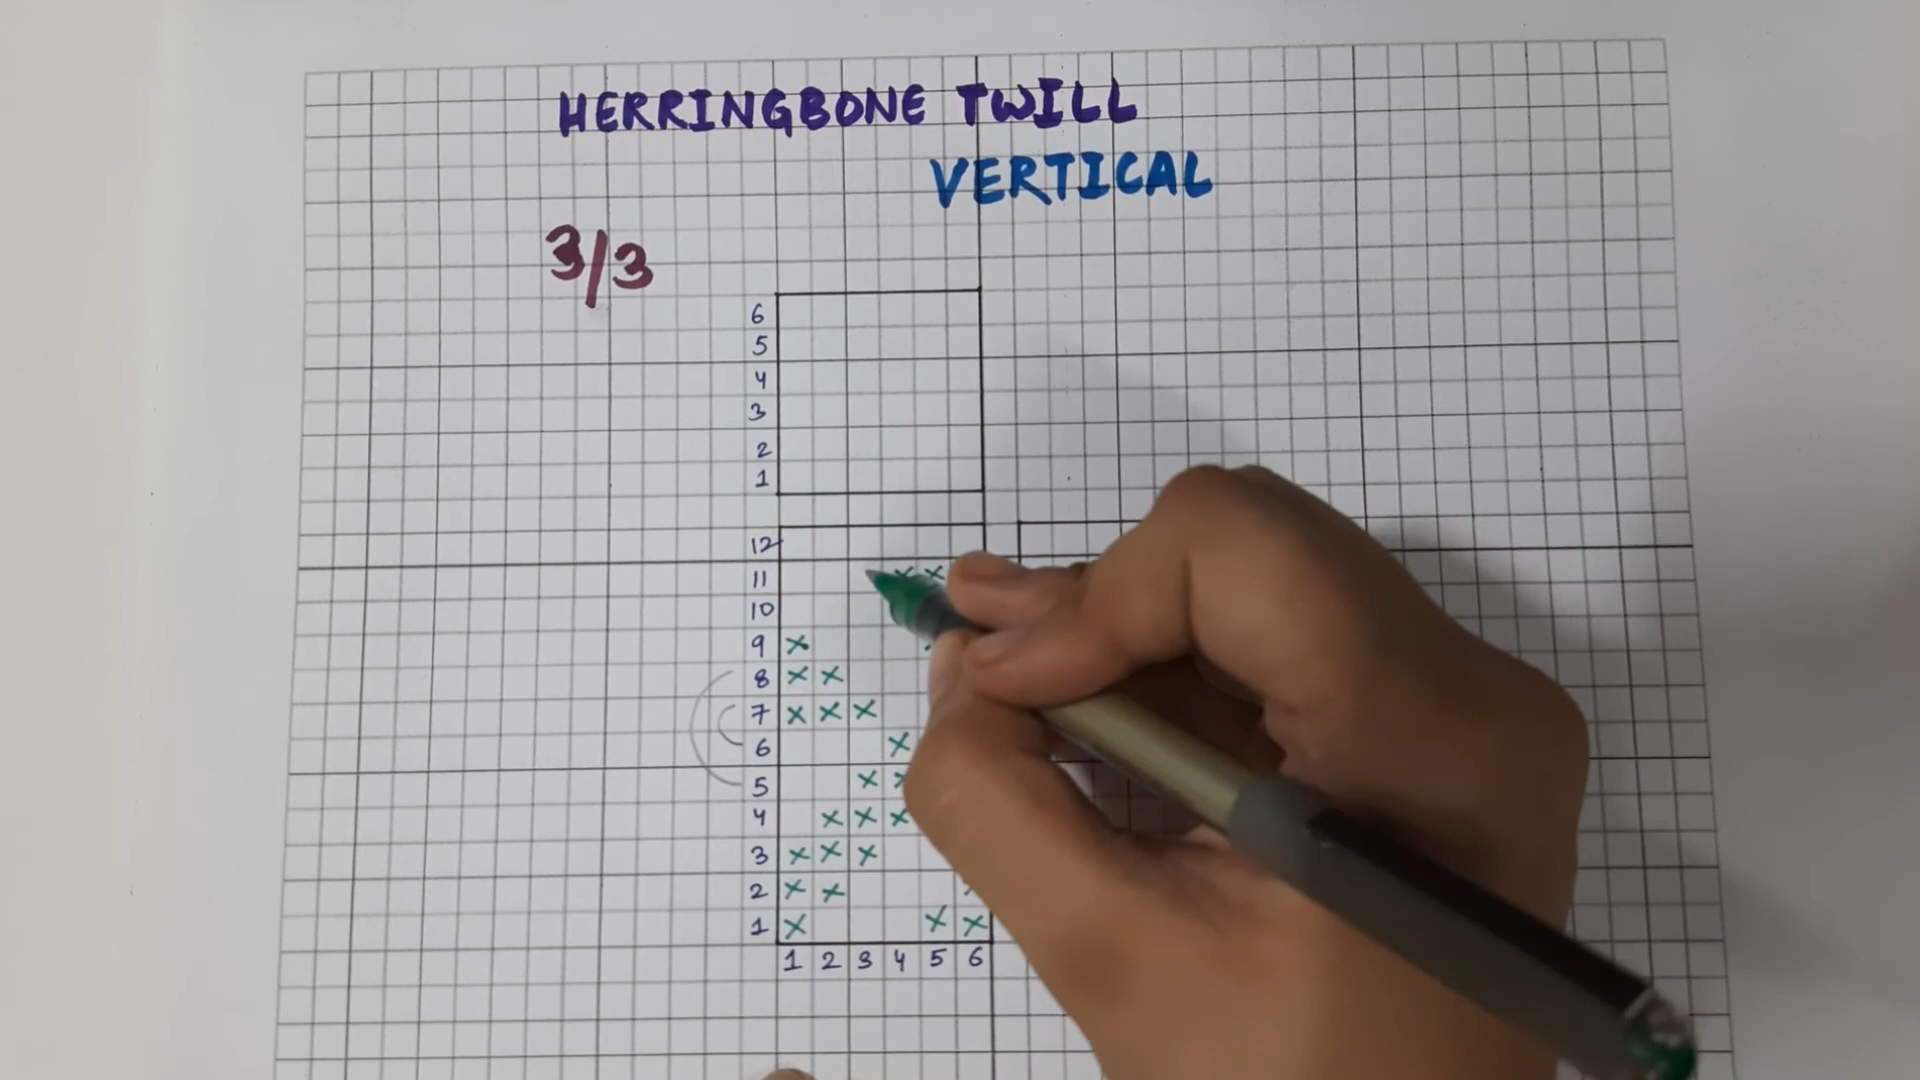 HERRINGBONE TWILL
VERTICAL
3/3
6
5
4
3
2
1
12
11 x x
10
9 x
8 x x
7 x x x
6 x
5 x x
4 x x x
3 x x x
2 x x x
1 x x x
1 2 3 4 5 6